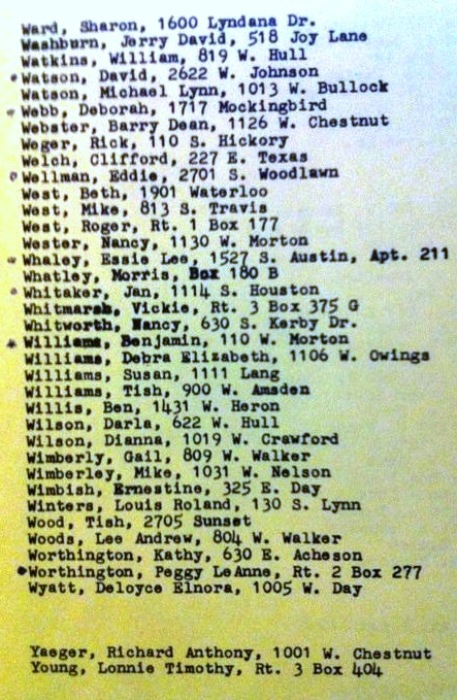 Ward, Sharon, 1600 Lyndana Dr.
Washburn, Jerry David, 518 Joy Lane
Watkins, William, 819 W. Hull
Watson, David, 2622 W. Johnson
Watson, Michael Lynn, 1013 W. Bullock
Webb, Deborah, 1717 Mockingbird
Webster, Barry Dean, 1126 W. Chestnut
Weger, Rick, 110 S. Hickory
Welch, Clifford, 227 E. Texas
Wellman, Eddie, 2701 S. Woodlawn
West, Beth, 1901 Waterloo
West, Mike, 813 S. Travis
West, Roger, Rt. 1 Box 177
Wester, Nancy, 1130 W. Morton
Whaley, Essie Lee, 1527 S. Austin, Apt. 211
Whatley, Morris, Box 180 B
Whitaker, Jan, 1114 S. Houston
Whitmarsh, Vickie, Rt. 3 Box 375 G
Whitworth, Nancy, 630 S. Kerby Dr.
Williams, Benjamin, 110 W. Morton
Williams, Debra Elizabeth, 1106 W. Owings
Williams, Susan, 1111 Lang
Williams, Tish, 900 W. Amsden
Willis, Ben, 1431 W. Heron
Wilson, Darla, 622 W. Hull
Wilson, Dianna, 1019 W. Crawford
Wimberly, Gail, 809 W. Walker
Wimberley, Mike, 1031 W. Nelson
Wimbish, Ernestine, 325 E. Day
Winters, Louis Roland, 130 S. Lynn
Wood, Tish, 2705 Sunset
Woods, Lee Andrew, 804 W. Walker
Worthington, Kathy, 630 E. Acheson
Worthington, Peggy LeAnne, Rt. 2 Box 277
Wyatt, Deloyce Elnora, 1005 W. Day
Yaeger, Richard Anthony, 1001 W. Chestnut
Young, Lonnie Timothy, Rt. 3 Box 404